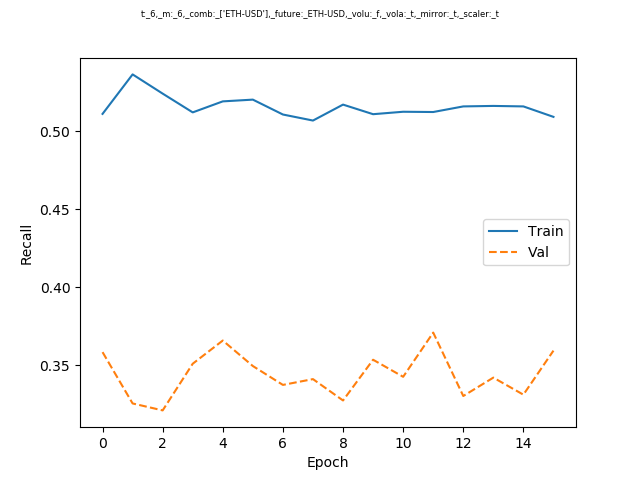 t:_6,_m:_6,_comb:_['ETH-USD'],_future:_ETH-USD,_volu:_f,_vola:_t,_mirror:_t,_scaler:_t
0.50
0.45
0.40
0.35
Recall
Train
Val
0 2 4 6 8 10 12 14
Epoch